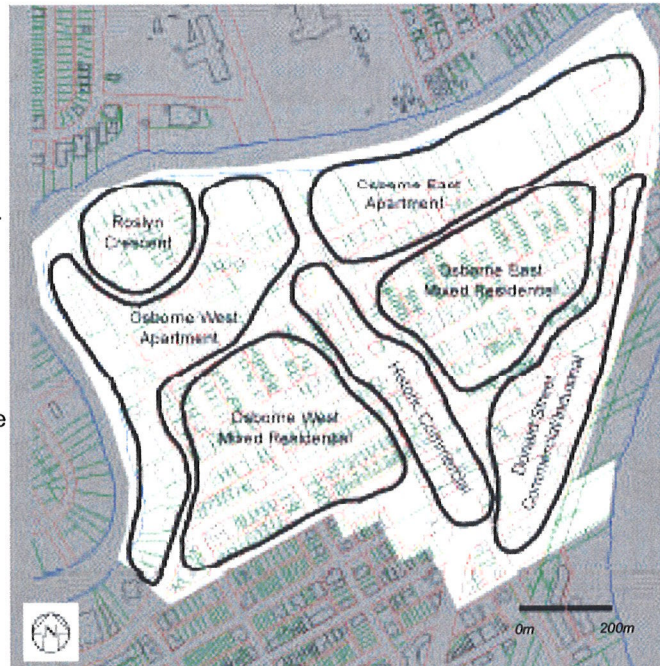 Roslyn
Crescent
Osborne East
Apartment
Osborne East
Mixed Residential
Osborne West
Apartment
Osborne West
Mixed Residential
Historic Commercial
Donald Street
Commercial/Industrial
N
0m 200m